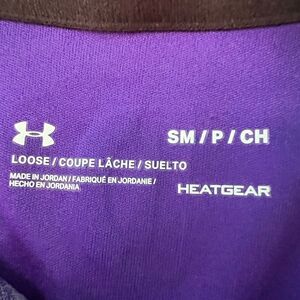 SM / P / CH
LOOSE / COUPE LÂCHE / SUELTO
MADE IN JORDAN / FABRIQUÉ EN JORDANIE /
HECHO EN JORDANIA
HEATGEAR